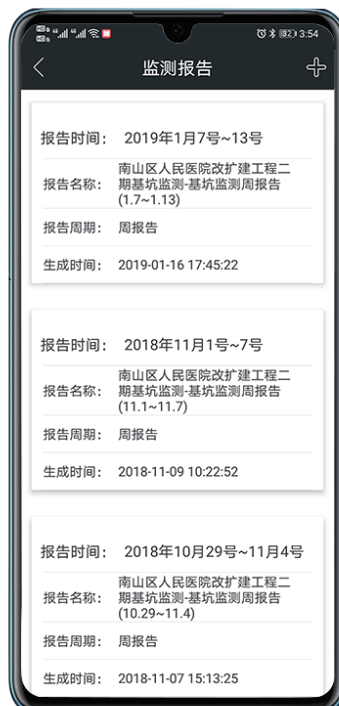 3:54
监测报告
报告时间： 2019年1月7号~13号
报告名称： 南山区人民医院改扩建工程二
期基坑监测-基坑监测周报告
(1.7~1.13)
报告周期： 周报告
生成时间： 2019-01-16 17:45:22
报告时间： 2018年11月1号~7号
报告名称： 南山区人民医院改扩建工程二
期基坑监测-基坑监测周报告
(11.1~11.7)
报告周期： 周报告
生成时间： 2018-11-09 10:22:52
报告时间： 2018年10月29号~11月4号
报告名称： 南山区人民医院改扩建工程二
期基坑监测-基坑监测周报告
(10.29~11.4)
报告周期： 周报告
生成时间： 2018-11-07 15:13:25